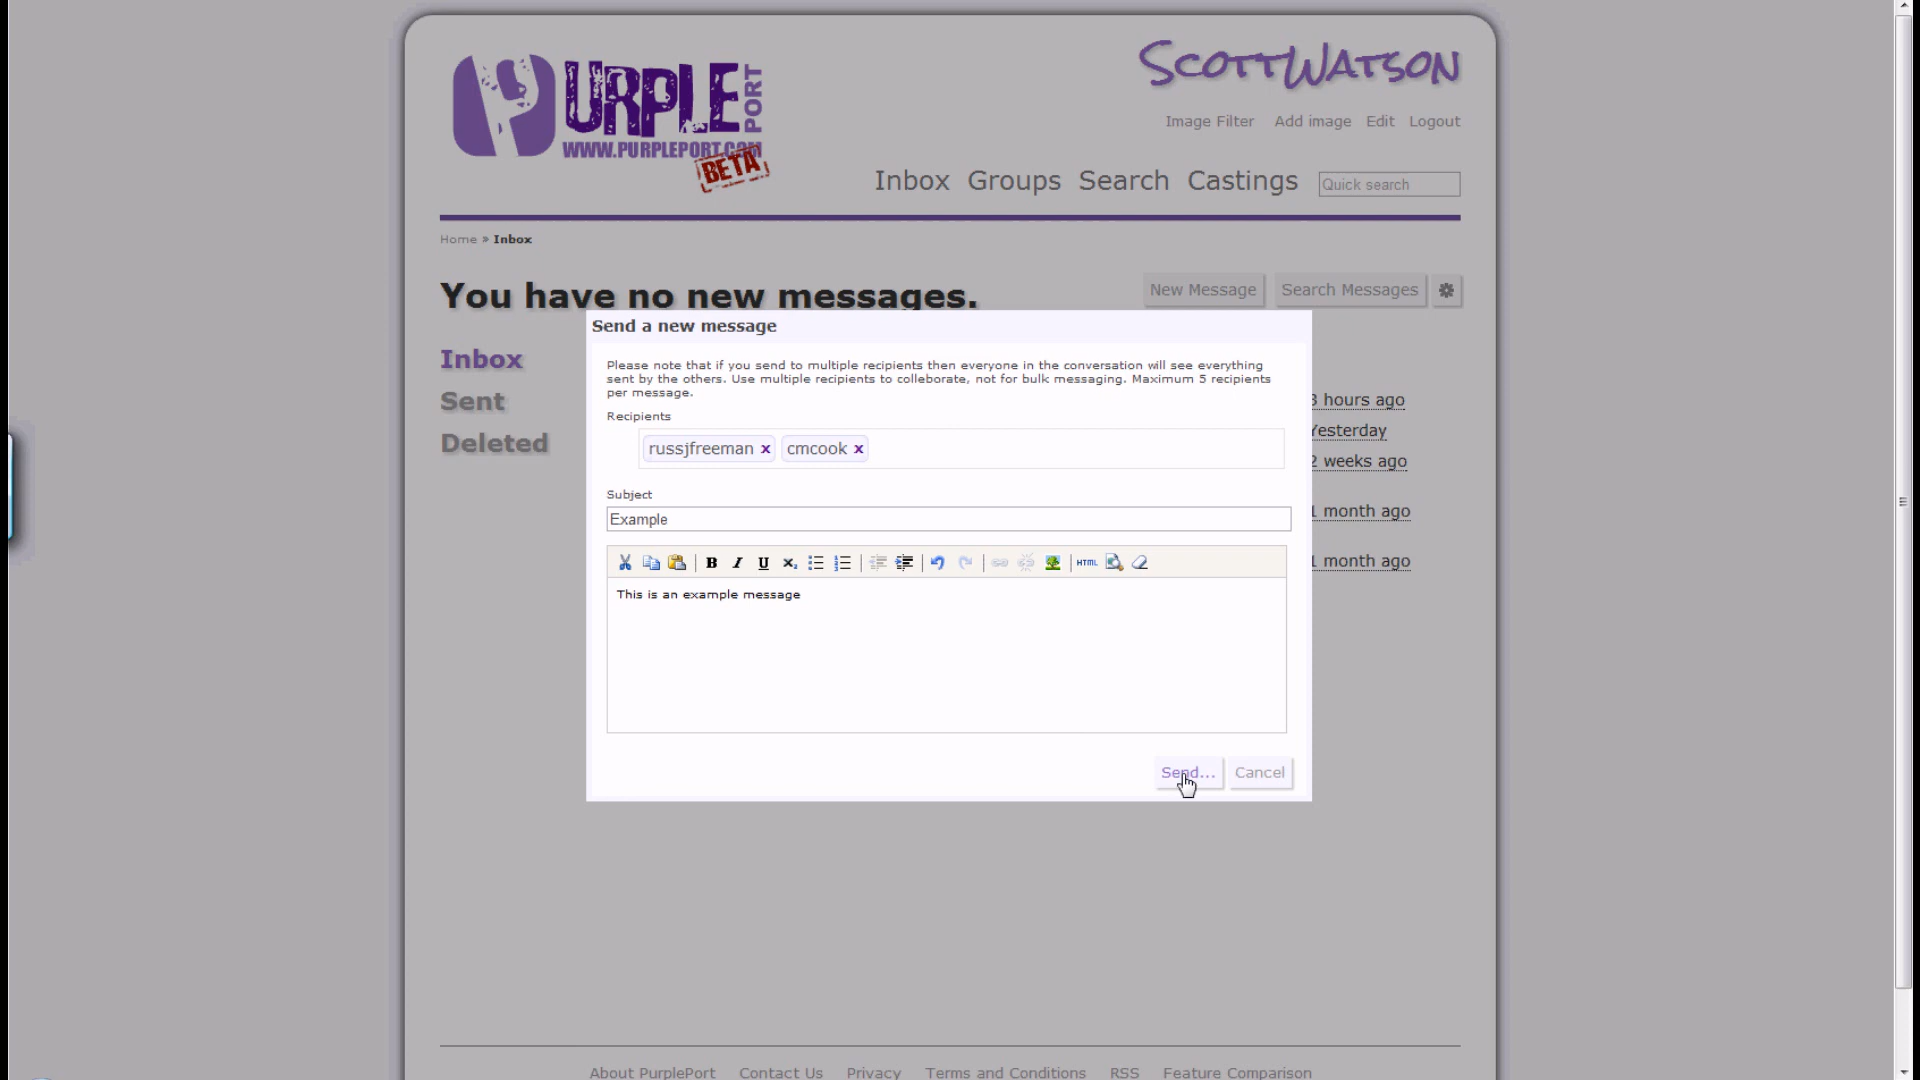 URPLE PORT
WWW.PURPLEPORT.COM
BETA
ScottWatson
Image Filter Add image Edit Logout
Inbox Groups Search Castings Quick search
Home » Inbox
You have no new messages.
New Message Search Messages
Send a new message
Inbox
Sent
Deleted
Please note that if you send to multiple recipients then everyone in the conversation will see everything
sent by the others. Use multiple recipients to colleborate, not for bulk messaging. Maximum 5 recipients
per message.
Recipients
russjfreeman x cmcook x
3 hours ago
Yesterday
2 weeks ago
1 month ago
1 month ago
Subject
Example
B I U x, HTML
This is an example message
Send... Cancel
About PurplePort Contact Us Privacy Terms and Conditions RSS Feature Comparison